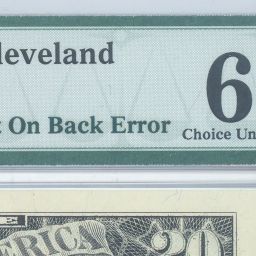 leveland
6
t On Back Error
Choice Un
ERICA
20